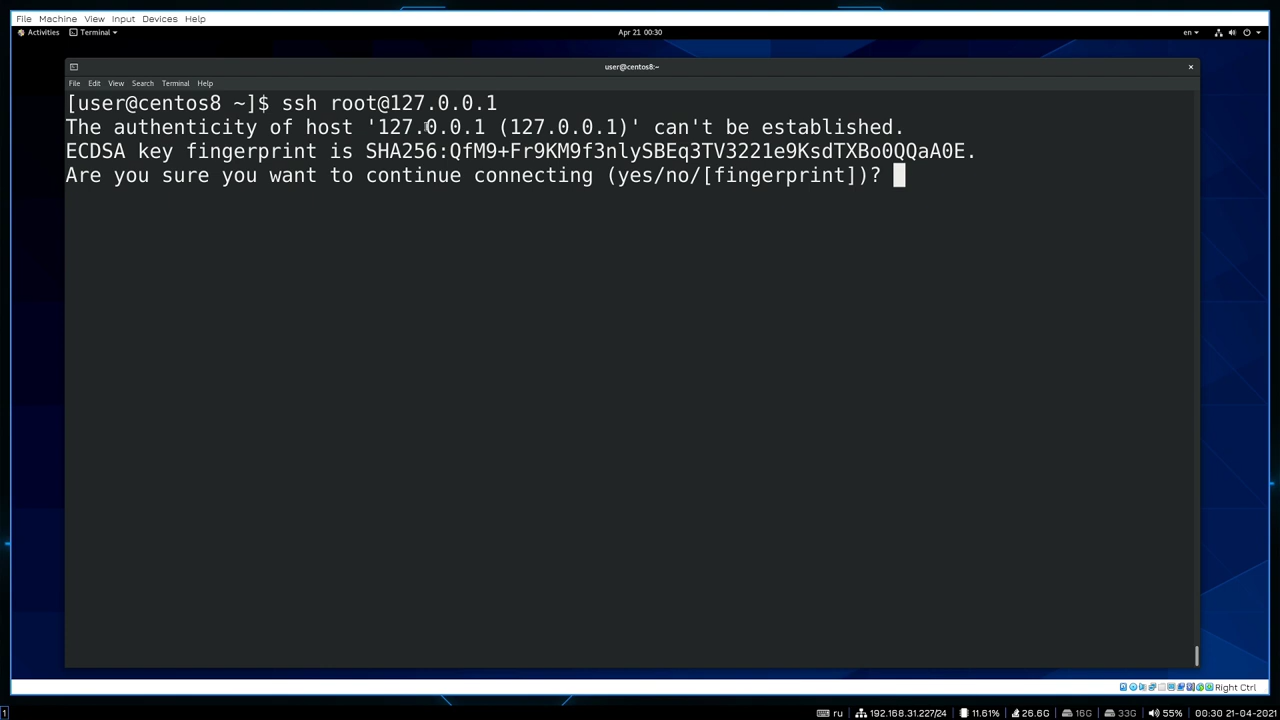 File Machine View Input Devices Help
Activities Terminal Apr 21 00:30 en
user@centos8:~ ×
File Edit View Search Terminal Help
[user@centos8 ~]$ ssh root@127.0.0.1
The authenticity of host '127.0.0.1 (127.0.0.1)' can't be established.
ECDSA key fingerprint is SHA256:QfM9+Fr9KM9f3nlySBEq3TV3221e9KsdTXBo0QQaA0E.
Are you sure you want to continue connecting (yes/no/[fingerprint])?
Right Ctrl
1 ru 192.168.31.227/24 11.61% 26.6G 16G 33G 55% 00:30 21-04-2021